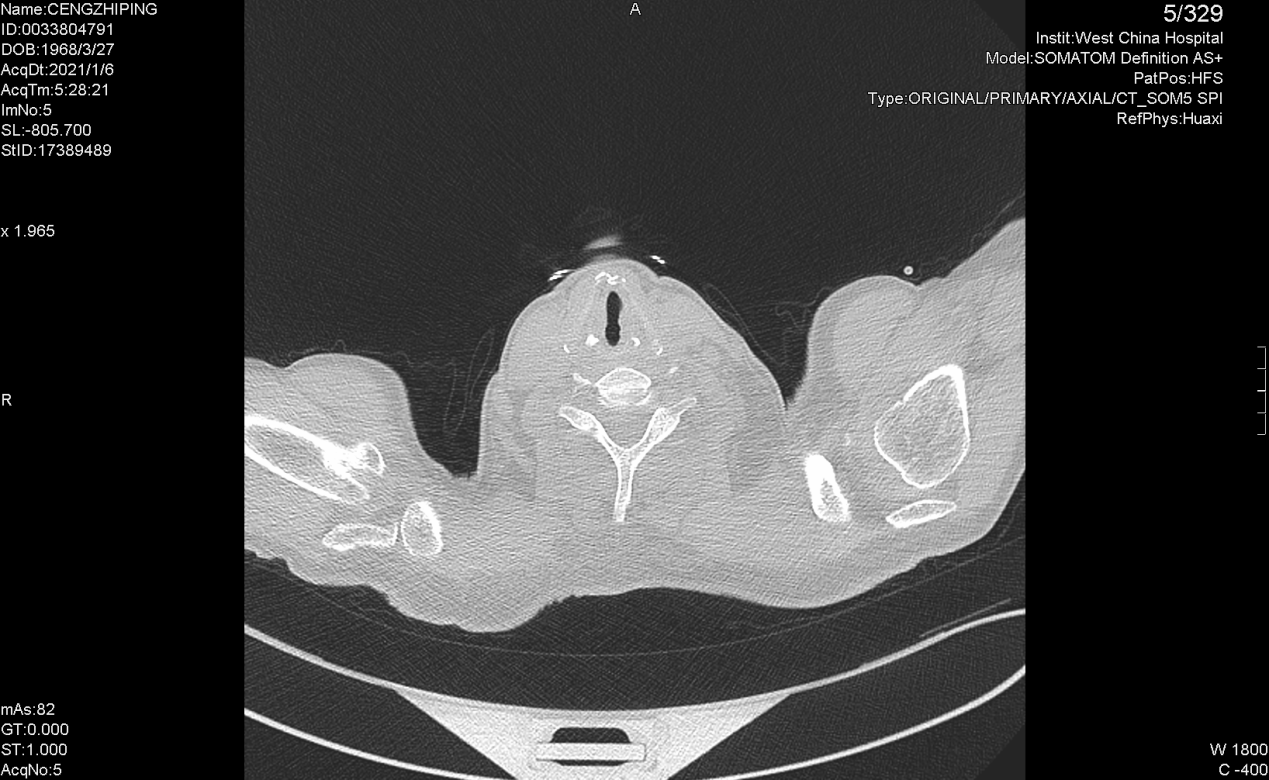 Name:CENGZHIPING
ID:0033804791
DOB:1968/3/27
AcqDt:2021/1/6
AcqTm:5:28:21
ImNo:5
SL:-805.700
StID:17389489
x 1.965
A
5/329
Instit:West China Hospital
Model:SOMATOM Definition AS+
PatPos:HFS
Type:ORIGINAL/PRIMARY/AXIAL/CT_SOM5 SPI
RefPhys:Huaxi
R
mAs:82
GT:0.000
ST:1.000
AcqNo:5
W 1800
C -400